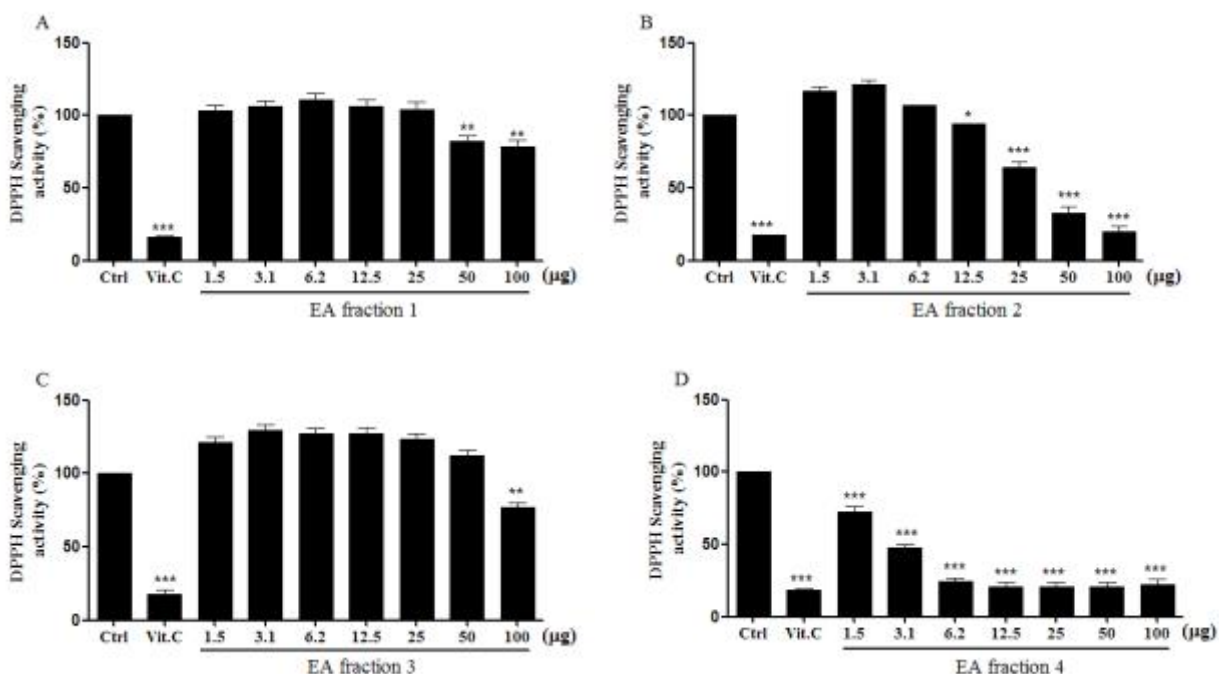 A
150
100
50
0
DPPH Scavenging
activity (%)
***
**
**
Ctrl Vit.C 1.5 3.1 6.2 12.5 25 50 100 (µg)
EA fraction 1
B
150
100
50
0
DPPH Scavenging
activity (%)
***
*
***
***
***
Ctrl Vit.C 1.5 3.1 6.2 12.5 25 50 100 (µg)
EA fraction 2
C
150
100
50
0
DPPH Scavenging
activity (%)
***
**
Ctrl Vit.C 1.5 3.1 6.2 12.5 25 50 100 (µg)
EA fraction 3
D
150
100
50
0
DPPH Scavenging
activity (%)
***
***
***
***
***
***
***
***
Ctrl Vit.C 1.5 3.1 6.2 12.5 25 50 100 (µg)
EA fraction 4